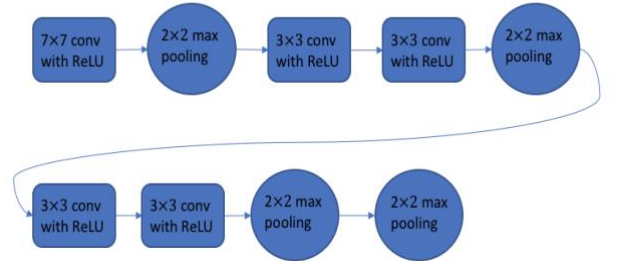 7×7 conv
with ReLU
2×2 max
pooling
3×3 conv
with ReLU
3×3 conv
with ReLU
2×2 max
pooling
3×3 conv
with ReLU
3×3 conv
with ReLU
2×2 max
pooling
2×2 max
pooling